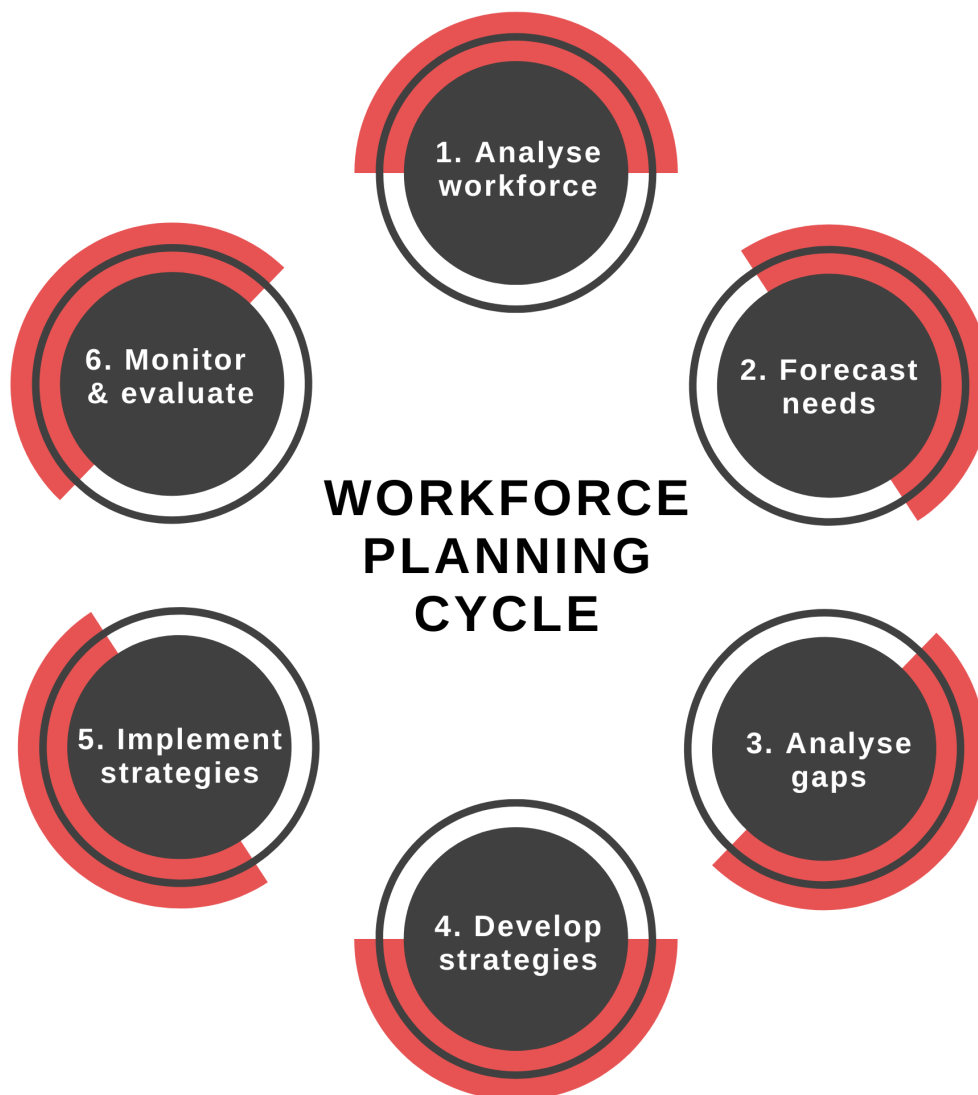 1. Analyse
workforce
2. Forecast
needs
3. Analyse
gaps
4. Develop
strategies
5. Implement
strategies
6. Monitor
& evaluate
WORKFORCE
PLANNING
CYCLE